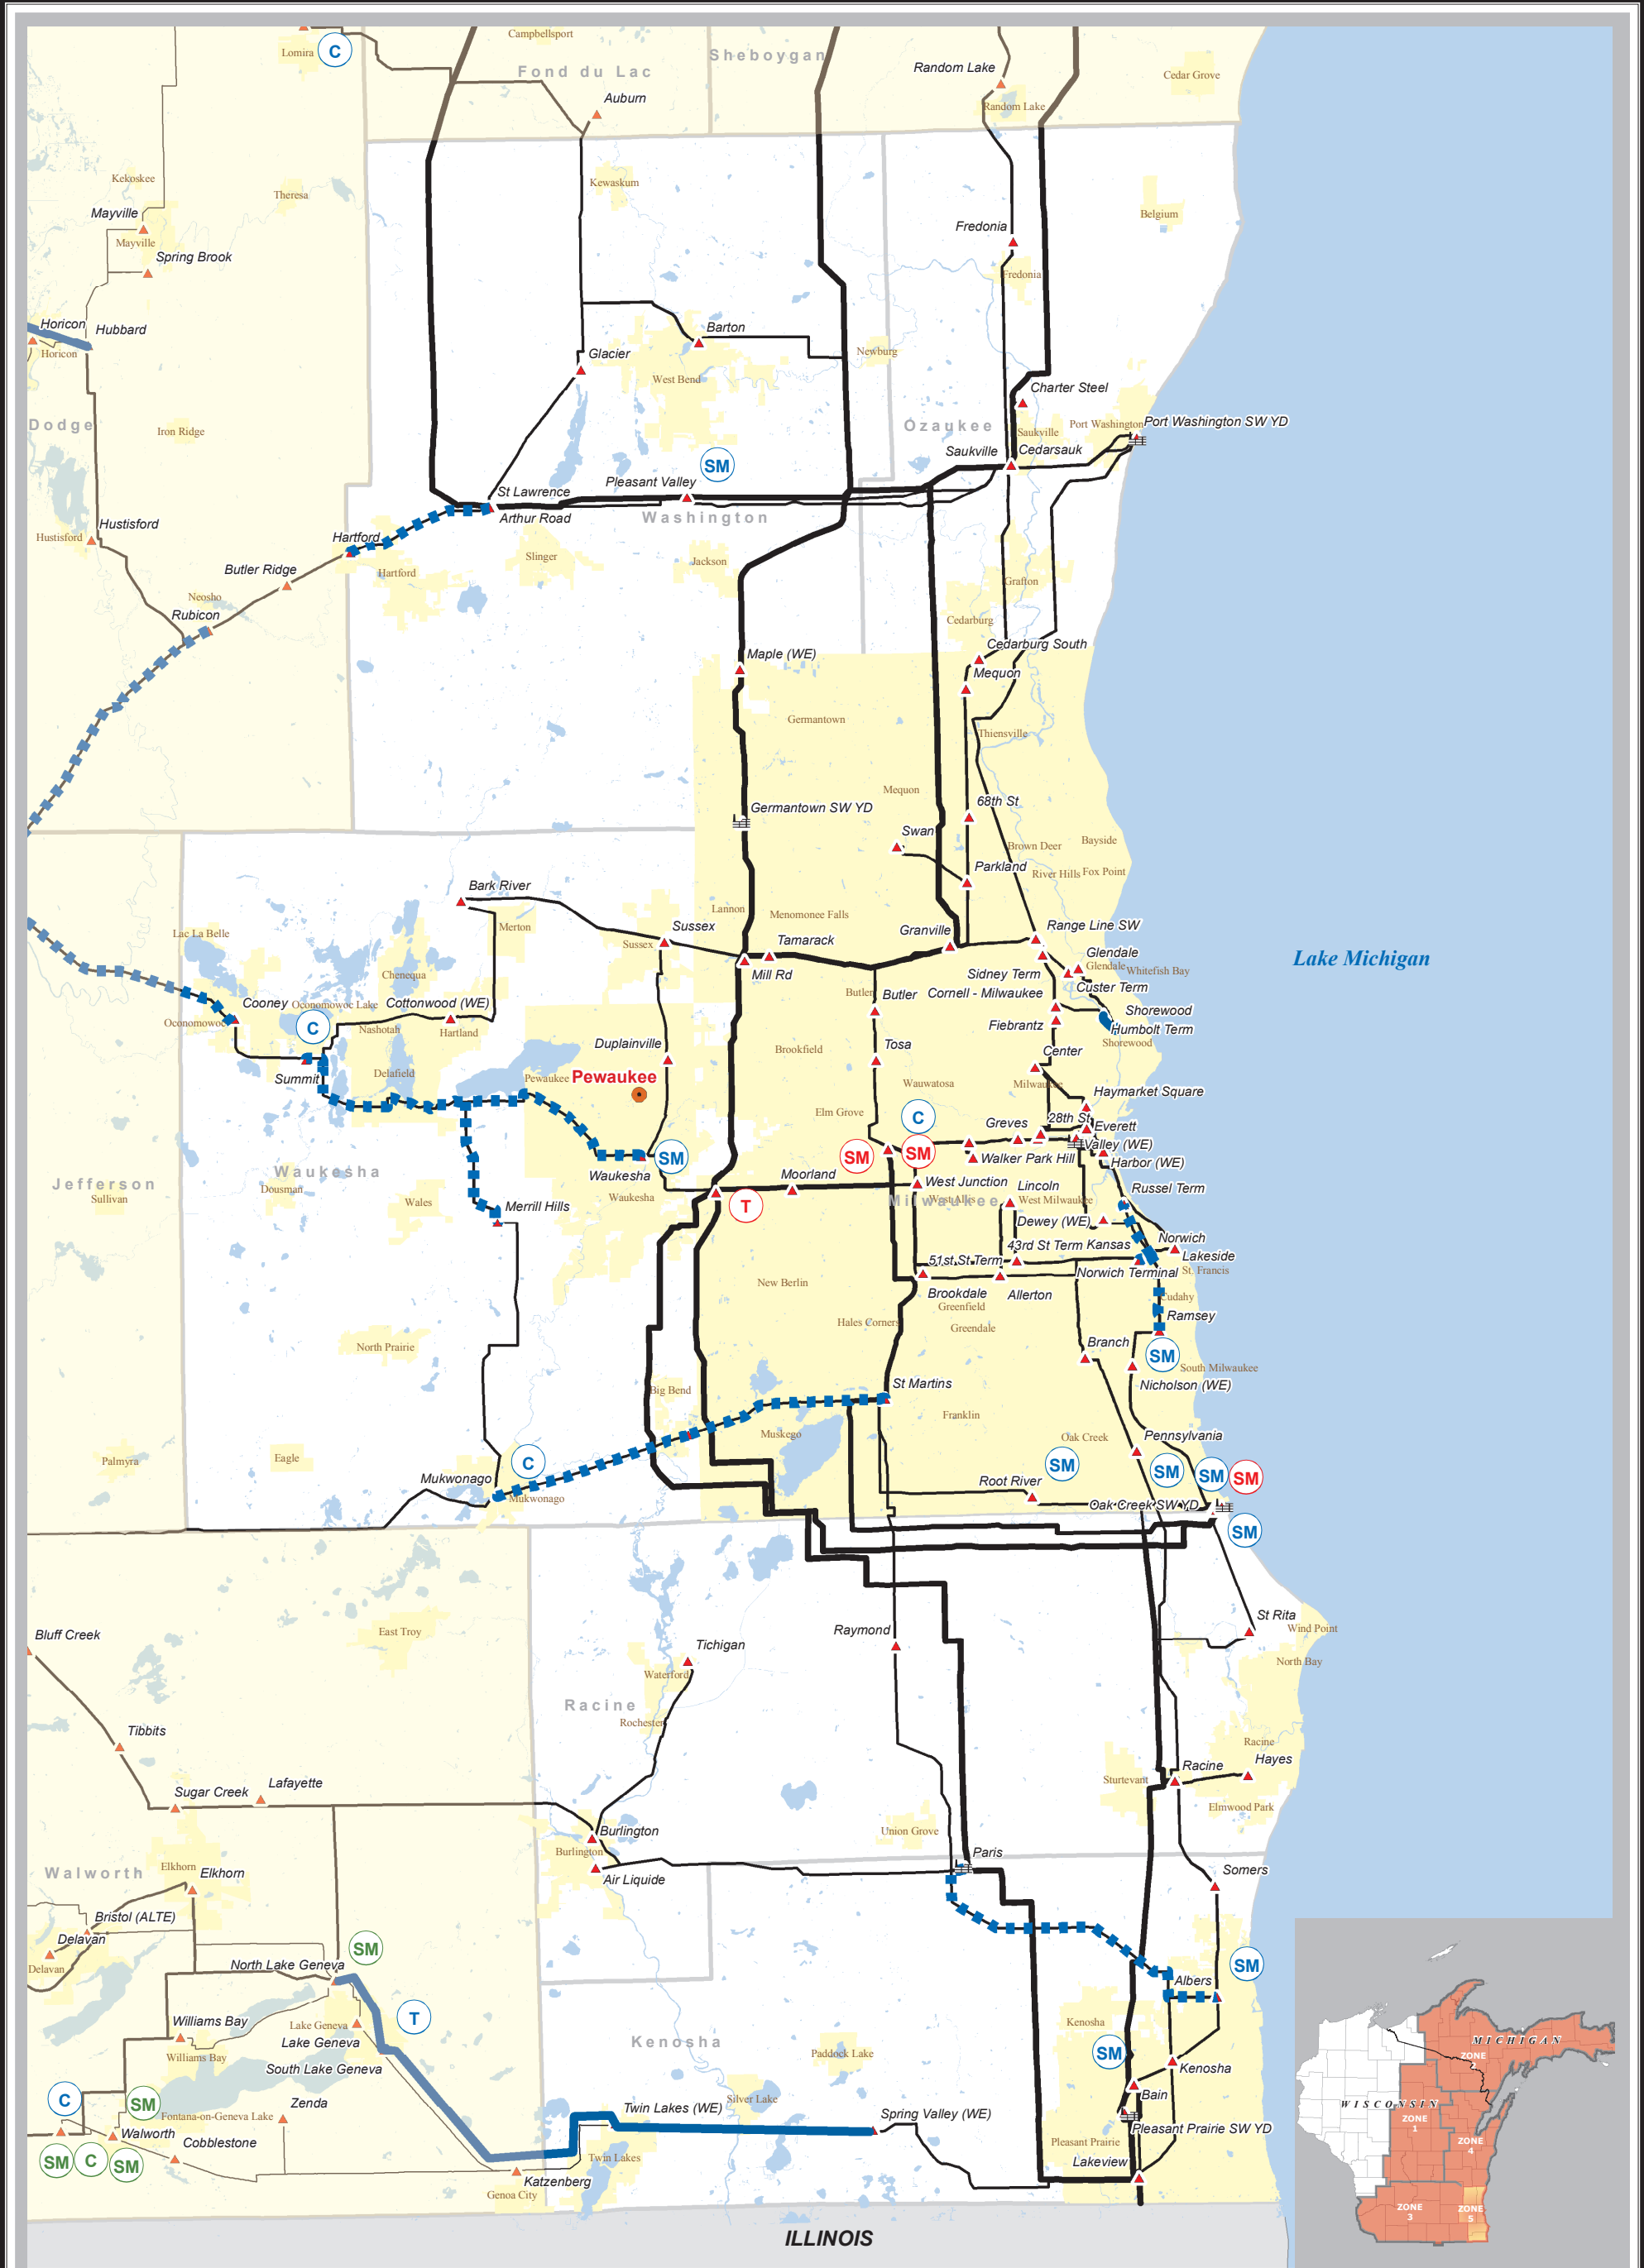 Campbellsport
Lomira
C
Sheboygan
Fond du Lac
Random Lake
Cedar Grove
Auburn
Random Lake
Kekoskee
Theresa
Kewaskum
Mayville
Belgium
Fredonia
Mayville
Spring Brook
Fredonia
Horicon
Hubbard
Barton
Horicon
Glacier
Newburg
West Bend
Charter Steel
Dodge
Ozaukee
Port Washington
Port Washington SW YD
Iron Ridge
Saukville
Saukville
Cedarsauk
SM
St Lawrence
Pleasant Valley
Arthur Road
Washington
Hustisford
Hustisford
Hartford
Slinger
Jackson
Butler Ridge
Hartford
Grafton
Neosho
Rubicon
Cedarburg
Cedarburg South
Maple (WE)
Mequon
Germantown
Thiensville
Mequon
Germantown SW YD
68th St
Swan
Brown Deer
Bayside
Parkland
River Hills
Fox Point
Bark River
Lannon
Menomonee Falls
Merton
Sussex
Granville
Range Line SW
Lac La Belle
Sussex
Tamarack
Glendale
Glendale
Whitefish Bay
Lake Michigan
Chenequa
Mill Rd
Sidney Term
Custer Term
Cooney
Oconomowoc Lake
Cottonwood (WE)
Butler
Butler
Cornell - Milwaukee
Shorewood
Oconomowoc
C
Nashotah
Hartland
Fiebrantz
Humbolt Term
Shorewood
Duplainville
Brookfield
Tosa
Center
Summit
Delafield
Pewaukee
Pewaukee
Wauwatosa
Milwaukee
Haymarket Square
Elm Grove
C
Greves
28th St
Everett
SM
SM
Valley (WE)
SM
Walker Park Hill
Harbor (WE)
Waukesha
Waukesha
Moorland
West Junction
Lincoln
Russel Term
Jefferson
Sullivan
Dousman
Wales
Waukesha
T
Milwaukee
West Allis
West Milwaukee
Merrill Hills
Dewey (WE)
Norwich
43rd St Term
Kansas
Lakeside
51st St Term
Norwich Terminal
St. Francis
New Berlin
Brookdale
Allerton
Cudahy
Greenfield
Hales Corners
Greendale
Ramsey
North Prairie
Branch
SM
South Milwaukee
Big Bend
St Martins
Nicholson (WE)
Franklin
Muskego
Oak Creek
Pennsylvania
Palmyra
Eagle
C
SM
SM
SM
SM
Mukwonago
Mukwonago
Root River
Oak Creek SW YD
SM
St Rita
Wind Point
Bluff Creek
East Troy
Raymond
Tichigan
North Bay
Waterford
Racine
Rochester
Tibbits
Racine
Racine
Hayes
Sturtevant
Sugar Creek
Lafayette
Elmwood Park
Burlington
Union Grove
Burlington
Paris
Walworth
Elkhorn
Elkhorn
Air Liquide
Somers
Bristol (ALTE)
Delavan
SM
Delavan
North Lake Geneva
SM
Albers
T
Williams Bay
Lake Geneva
Kenosha
Kenosha
Williams Bay
Lake Geneva
Paddock Lake
SM
South Lake Geneva
Kenosha
C
SM
Zenda
Silver Lake
Bain
Fontana-on-Geneva Lake
Twin Lakes (WE)
Spring Valley (WE)
Walworth
Pleasant Prairie SW YD
Cobblestone
Pleasant Prairie
SM
C
SM
Twin Lakes
Lakeview
Katzenberg
Genoa City
ILLINOIS
MICHIGAN
ZONE
2
WISCONSIN
ZONE
1
ZONE
4
ZONE
3
ZONE
5